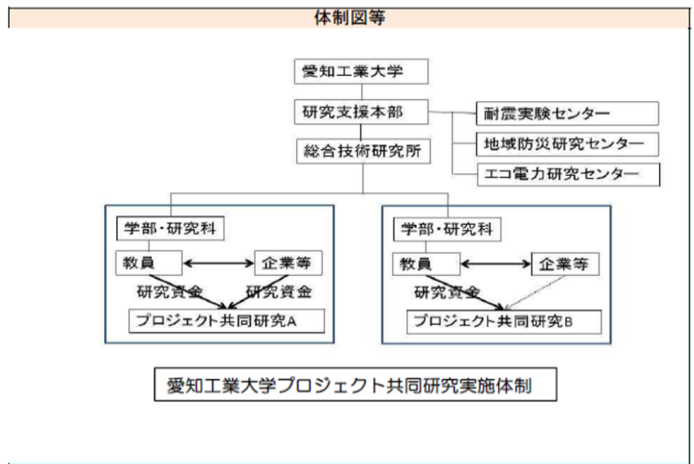 体制図等
愛知工業大学
研究支援本部
耐震実験センター
地域防災研究センター
総合技術研究所
エコ電力研究センター
学部・研究科
教員
企業等
研究資金
研究資金
プロジェクト共同研究A
学部・研究科
教員
企業等
研究資金
プロジェクト共同研究B
愛知工業大学プロジェクト共同研究実施体制